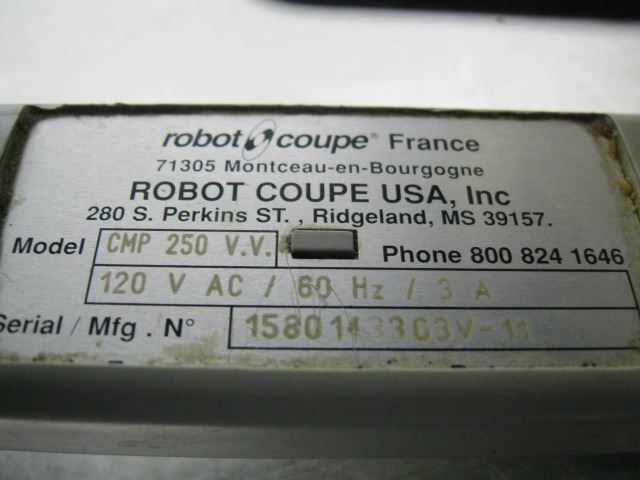 robot coupe® France
71305 Montceau-en-Bourgogne
ROBOT COUPE USA, Inc
280 S. Perkins ST. , Ridgeland, MS 39157.
Model CMP 250 V.V. Phone 800 824 1646
120 V AC / 60 Hz / 3 A
Serial / Mfg . N°